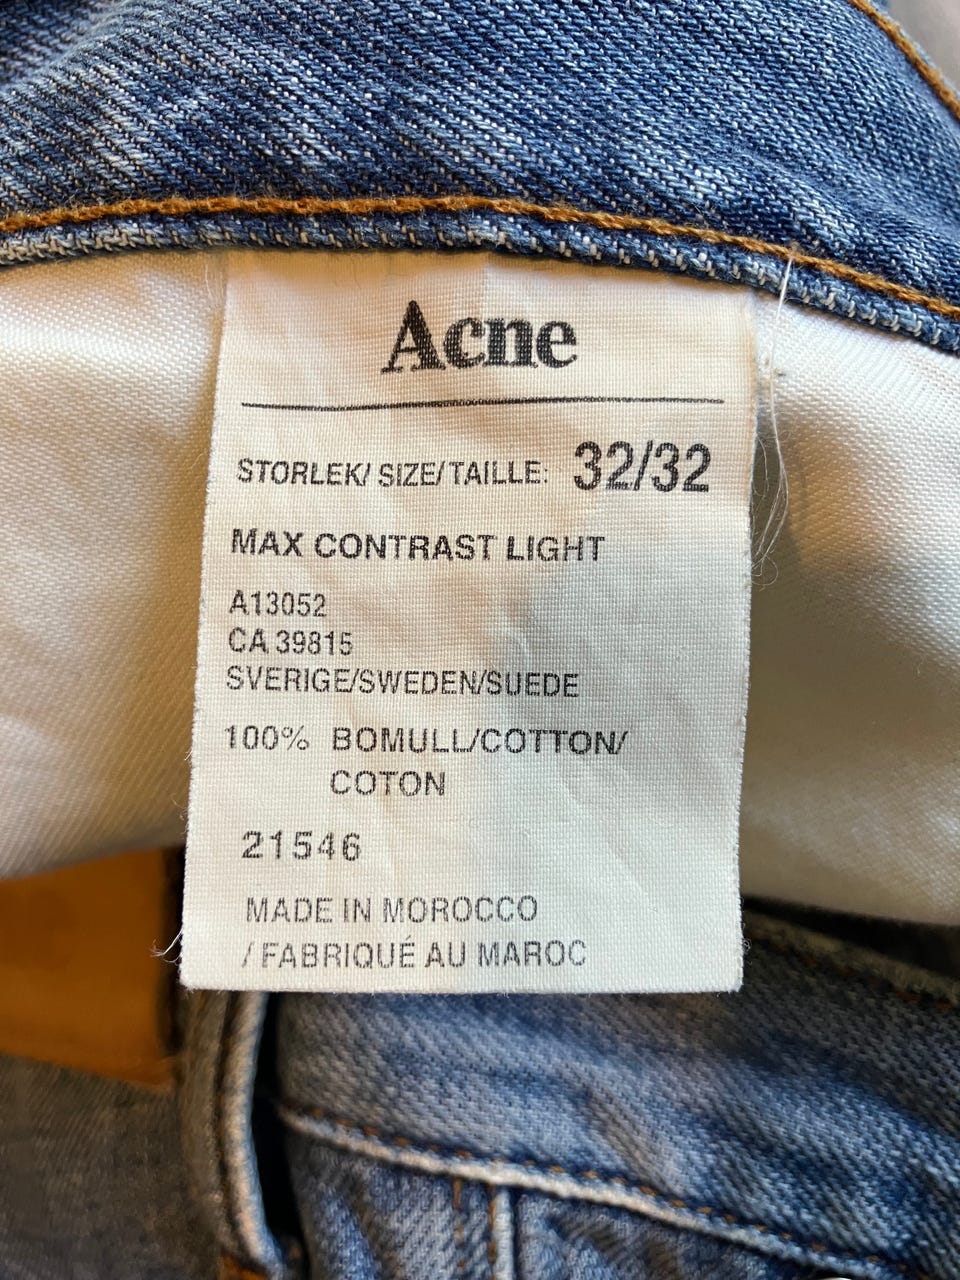 Acne
STORLEK/ SIZE/TAILLE: 32/32
MAX CONTRAST LIGHT
A13052
CA 39815
SVERIGE/SWEDEN/SUEDE
100% BOMULL/COTTON/
COTON
21546
MADE IN MOROCCO
/ FABRIQUÉ AU MAROC